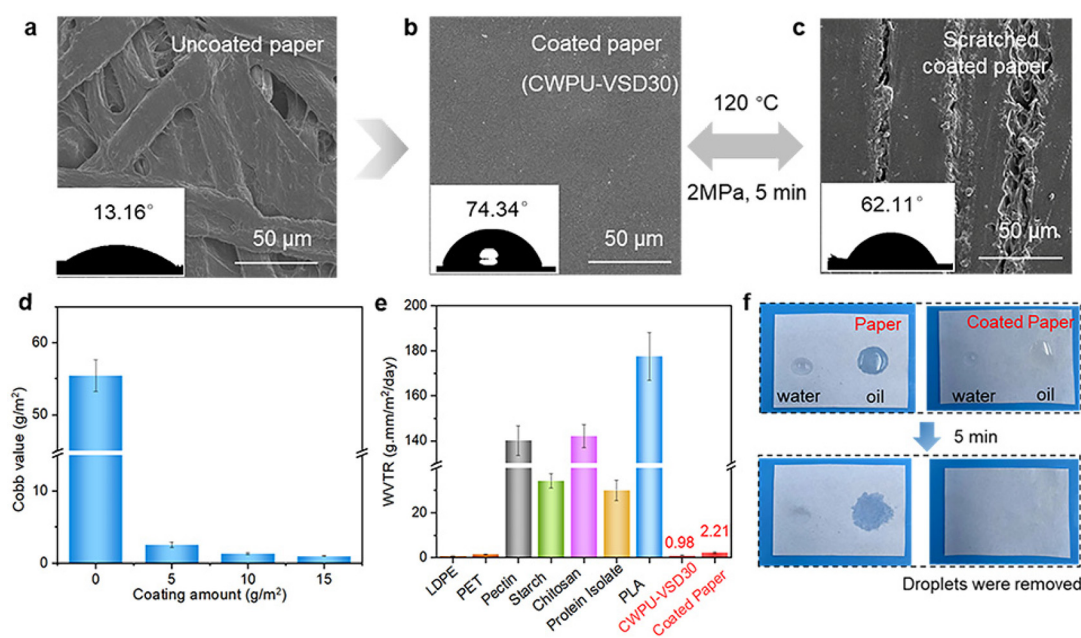 a
Uncoated paper
13.16°
50 μm
b
Coated paper
(CWPU-VSD30)
74.34°
50 μm
120 °C
2MPa, 5 min
c
Scratched
coated paper
62.11°
50 μm
d
Cobb value (g/m²)
60
50
10
0
0
5
10
15
Coating amount (g/m²)
e
WVTR (g.mm/m²/day)
200
180
160
140
40
20
0
0.98
2.21
LDPE
PET
Pectin
Starch
Chitosan
Protein Isolate
PLA
CWPU-VSD30
Coated Paper
f
Paper
water
oil
Coated Paper
water
oil
5 min
Droplets were removed